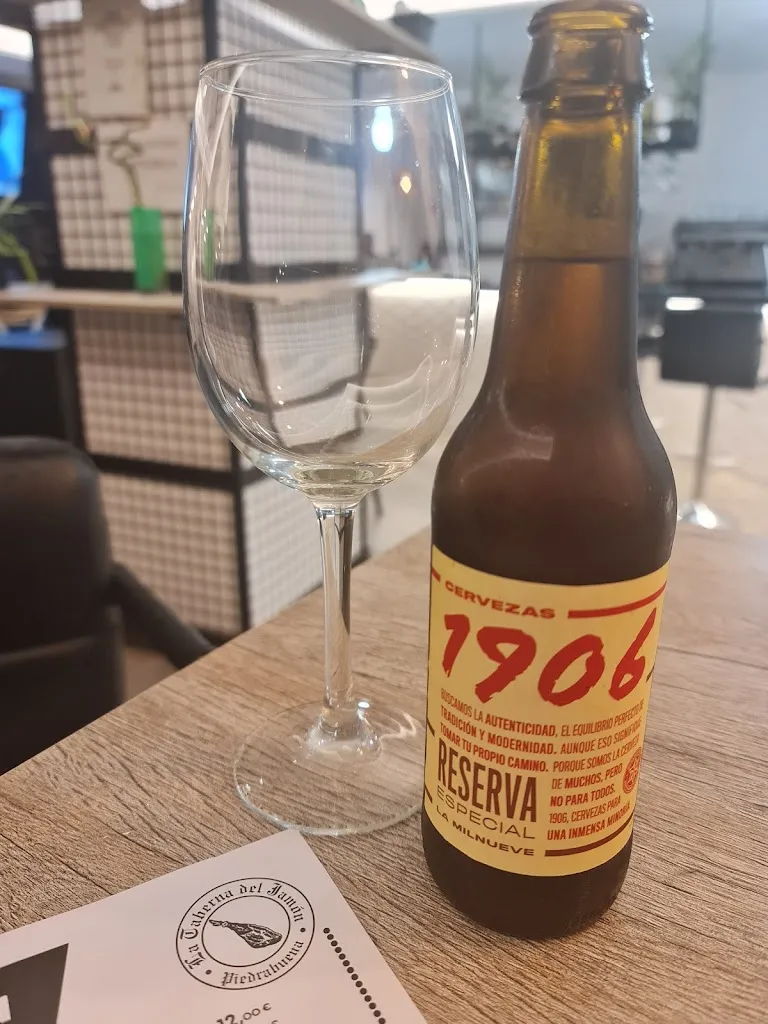 CERVEZAS
1906
BUSCAMOS LA AUTENTICIDAD, EL EQUILIBRIO PERFECTO DE
TRADICIÓN Y MODERNIDAD. AUNQUE ESO SIGNIFIQUE
TOMAR TU PROPIO CAMINO. PORQUE SOMOS LA CERVEZA
DE MUCHOS, PERO
NO PARA TODOS.
1906, CERVEZAS PARA
UNA INMENSA MINORÍA.
RESERVA
ESPECIAL
LA MILNUEVE
La Taberna del Jamón
Piedrabuena
12,00€